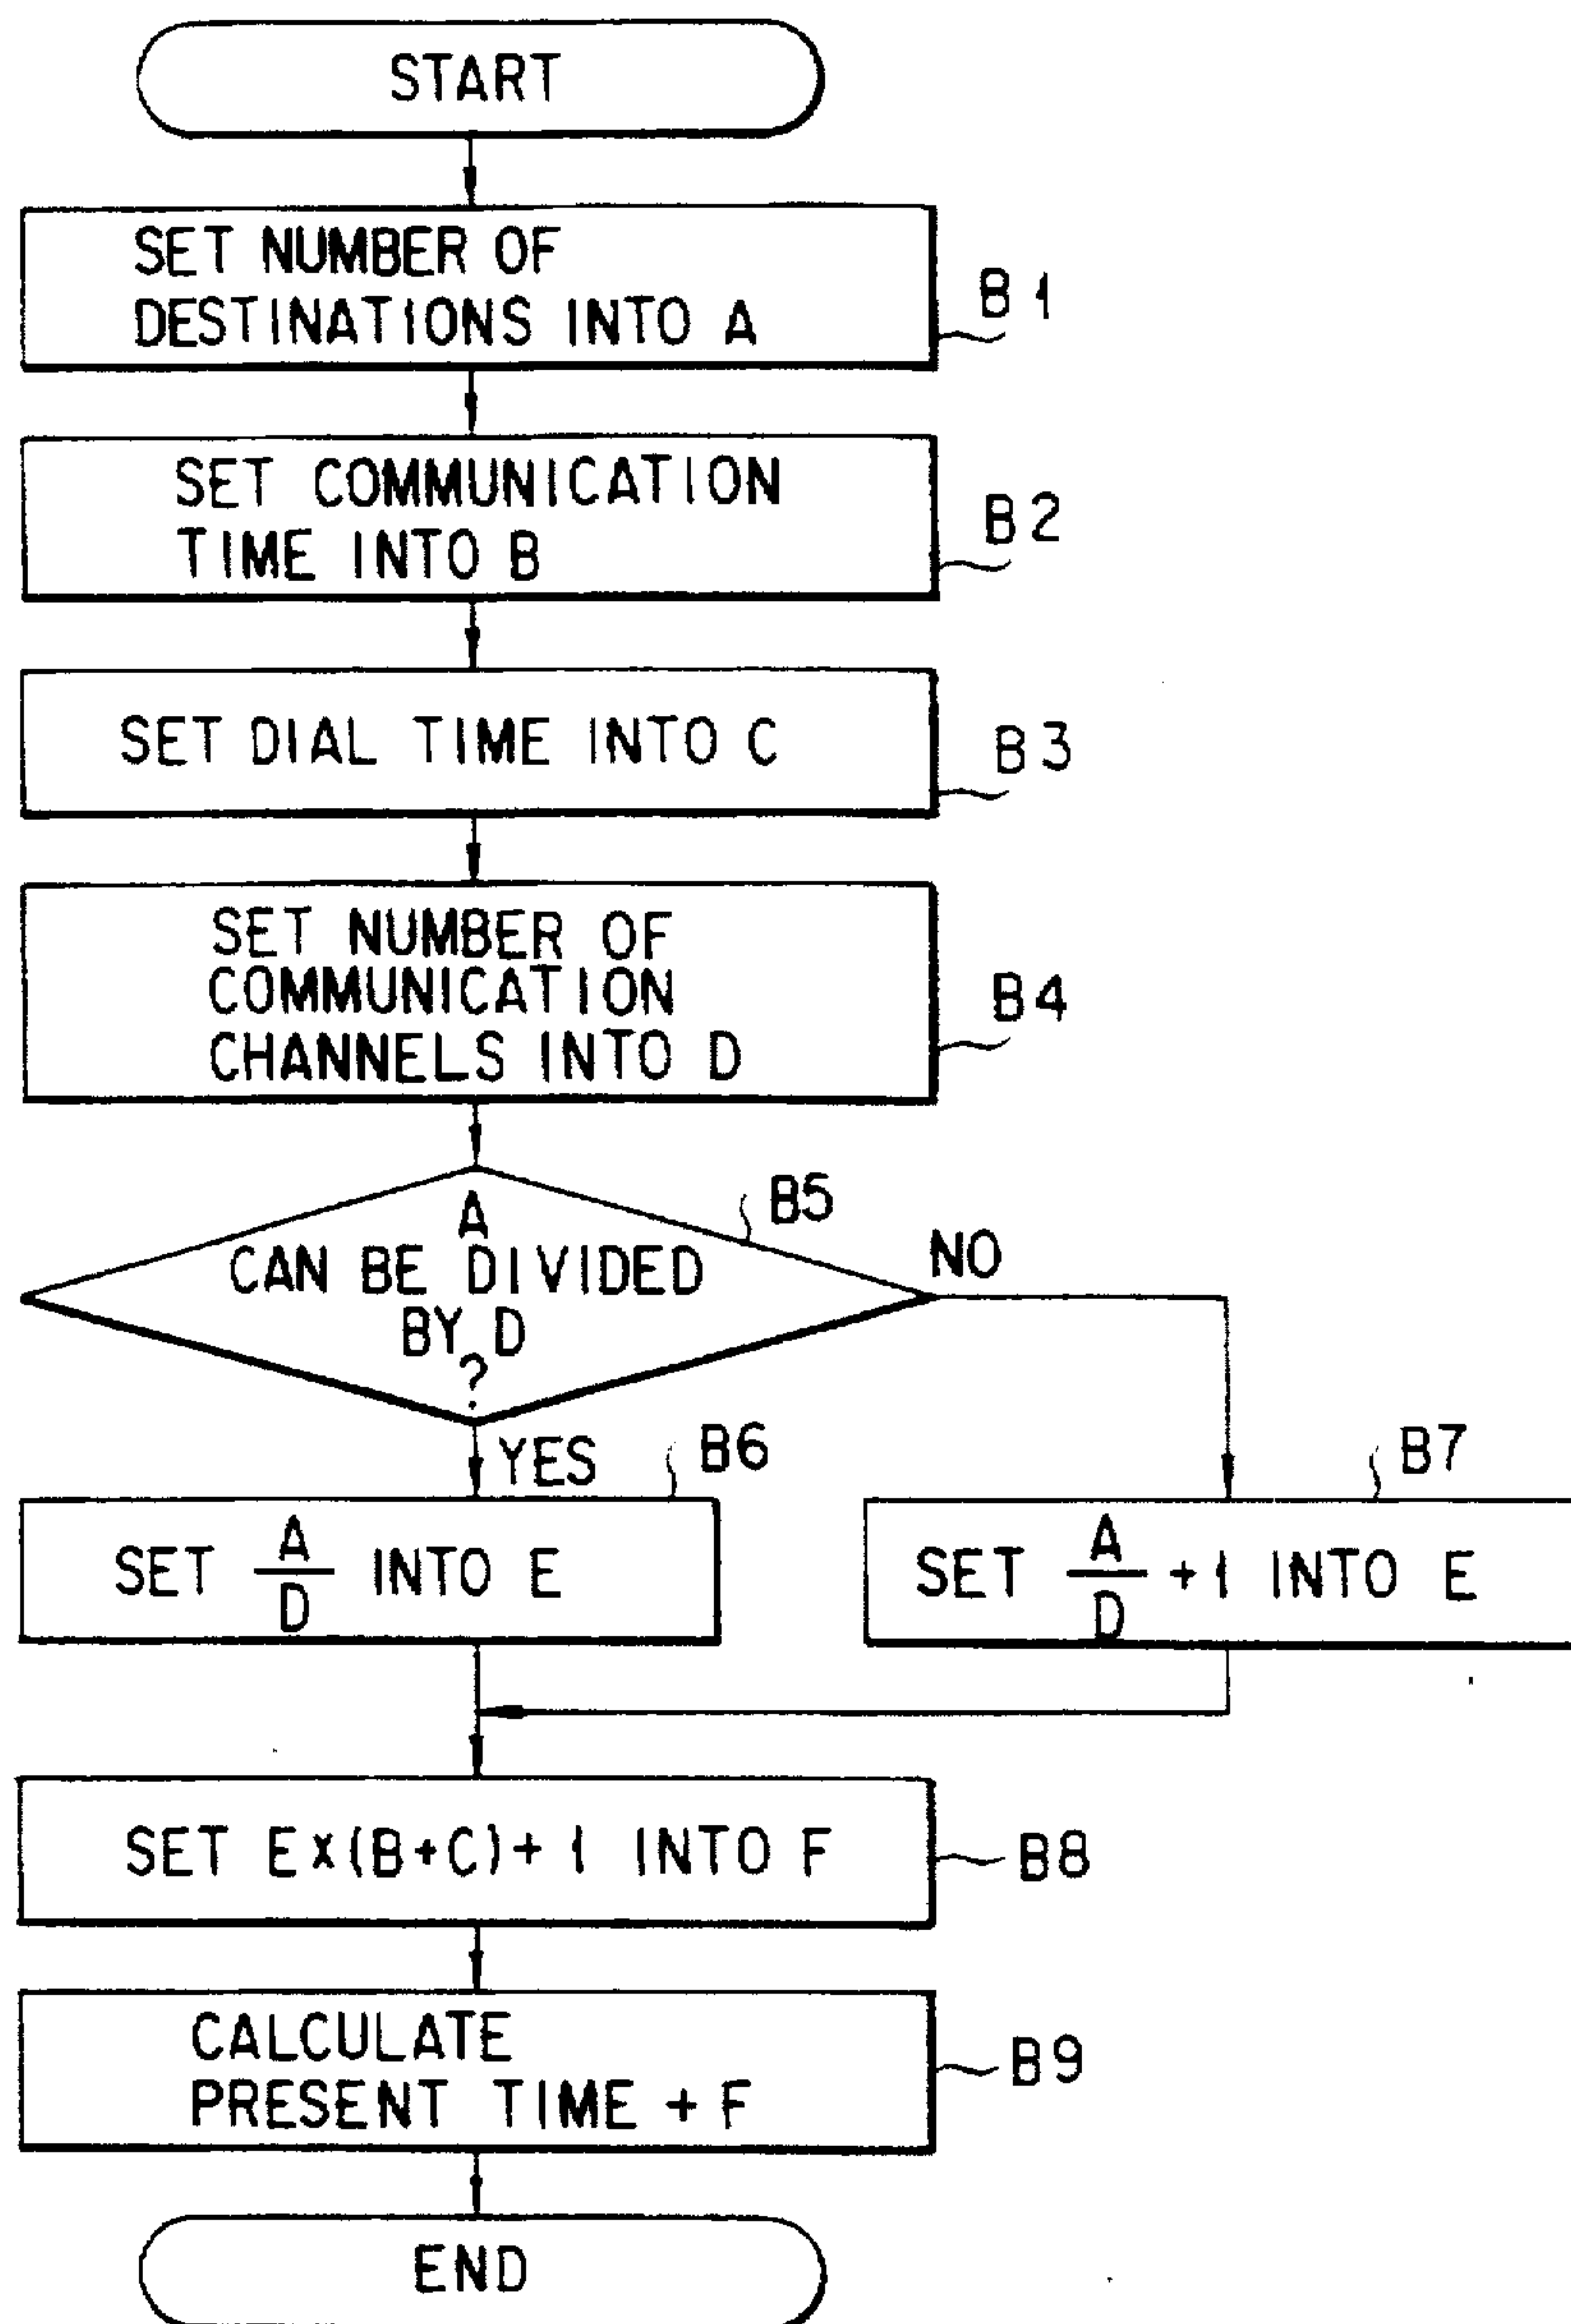 START
SET NUMBER OF
DESTINATIONS INTO A
B1
SET COMMUNICATION
TIME INTO B
B2
SET DIAL TIME INTO C
B3
SET NUMBER OF
COMMUNICATION
CHANNELS INTO D
B4
A
CAN BE DIVIDED
BY D
?
B5
NO
YES
B6
SET A/D INTO E
B7
SET A/D +1 INTO E
SET E×(B+C)+1 INTO F
B8
CALCULATE
PRESENT TIME + F
B9
END